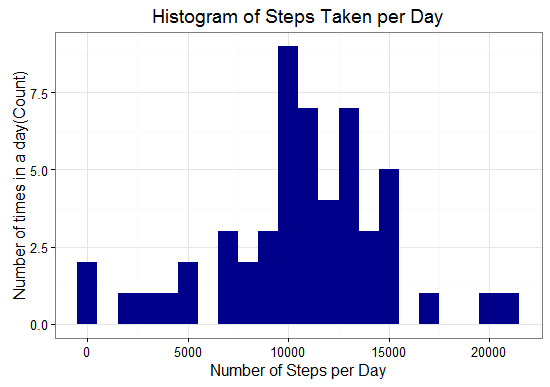 Histogram of Steps Taken per Day
Number of times in a day(Count)
7.5
5.0
2.5
0.0
0 5000 10000 15000 20000
Number of Steps per Day